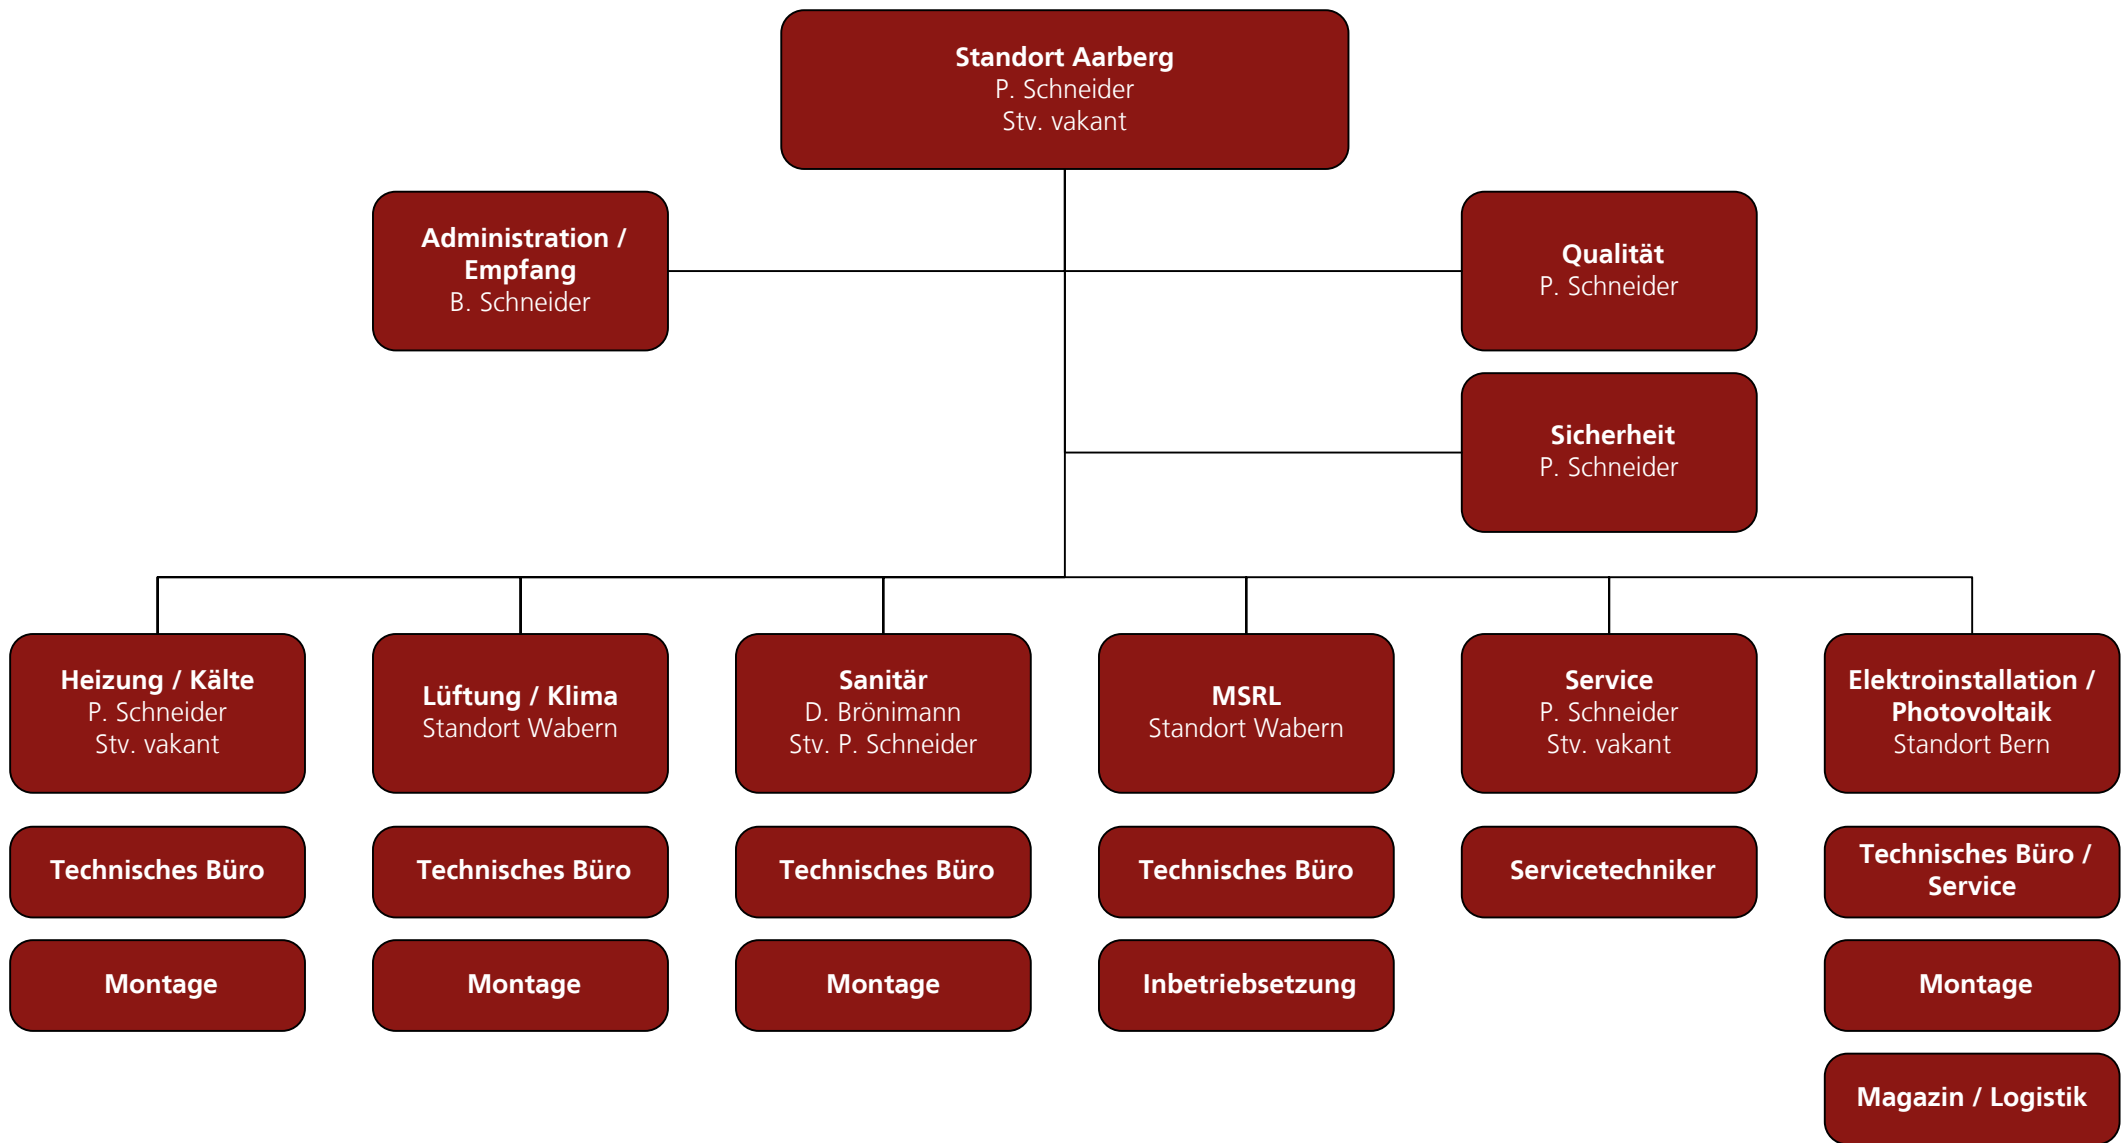 Standort Aarberg
P. Schneider
Stv. vakant
Administration /
Empfang
B. Schneider
Qualität
P. Schneider
Sicherheit
P. Schneider
Heizung / Kälte
P. Schneider
Stv. vakant
Lüftung / Klima
Standort Wabern
Sanitär
D. Brönimann
Stv. P. Schneider
MSRL
Standort Wabern
Service
P. Schneider
Stv. vakant
Elektroinstallation /
Photovoltaik
Standort Bern
Technisches Büro
Technisches Büro
Technisches Büro
Technisches Büro
Servicetechniker
Technisches Büro /
Service
Montage
Montage
Montage
Inbetriebsetzung
Montage
Magazin / Logistik